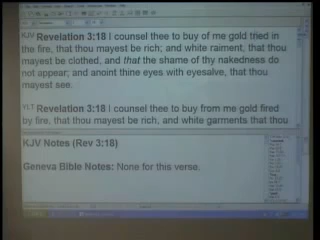 KJV Revelation 3:18 I counsel thee to buy of me gold tried in
the fire, that thou mayest be rich; and white raiment, that thou
mayest be clothed, and that the shame of thy nakedness do
not appear; and anoint thine eyes with eyesalve, that thou
mayest see.
YLT Revelation 3:18 I counsel thee to buy from me gold fired
by fire, that thou mayest be rich, and white garments that thou
KJV Notes (Rev 3:18)
Geneva Bible Notes: None for this verse.